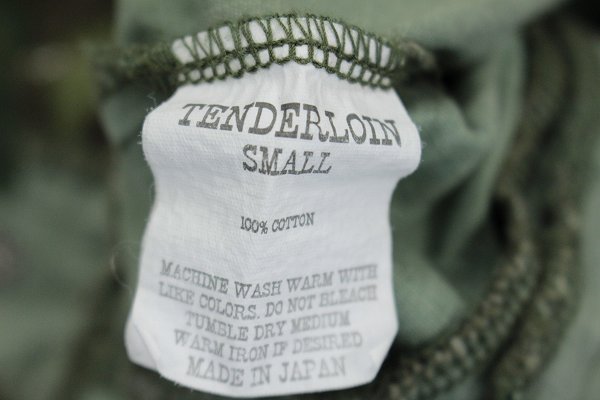 TENDERLOIN
SMALL
100% COTTON
MACHINE WASH WARM WITH
LIKE COLORS. DO NOT BLEACH
TUMBLE DRY MEDIUM
WARM IRON IF DESIRED
MADE IN JAPAN